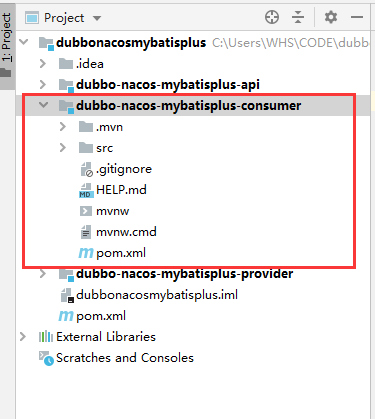 1: Project
Project
dubbonacosmybatisplus C:\Users\WHS\CODE\dubb
.idea
dubbo-nacos-mybatisplus-api
dubbo-nacos-mybatisplus-consumer
.mvn
src
.gitignore
HELP.md
mvnw
mvnw.cmd
pom.xml
dubbo-nacos-mybatisplus-provider
dubbonacosmybatisplus.iml
pom.xml
External Libraries
Scratches and Consoles